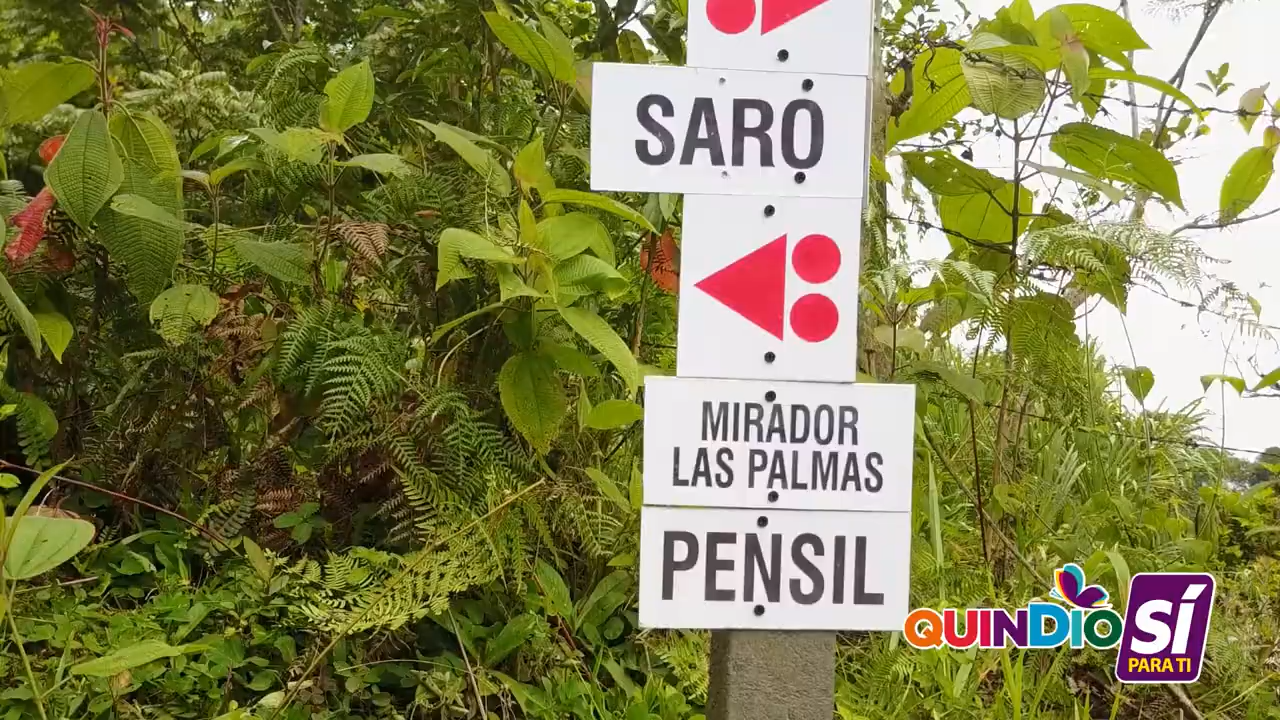 SARO
MIRADOR
LAS PALMAS
PENSIL
QUINDIO
SÍ
PARA TI